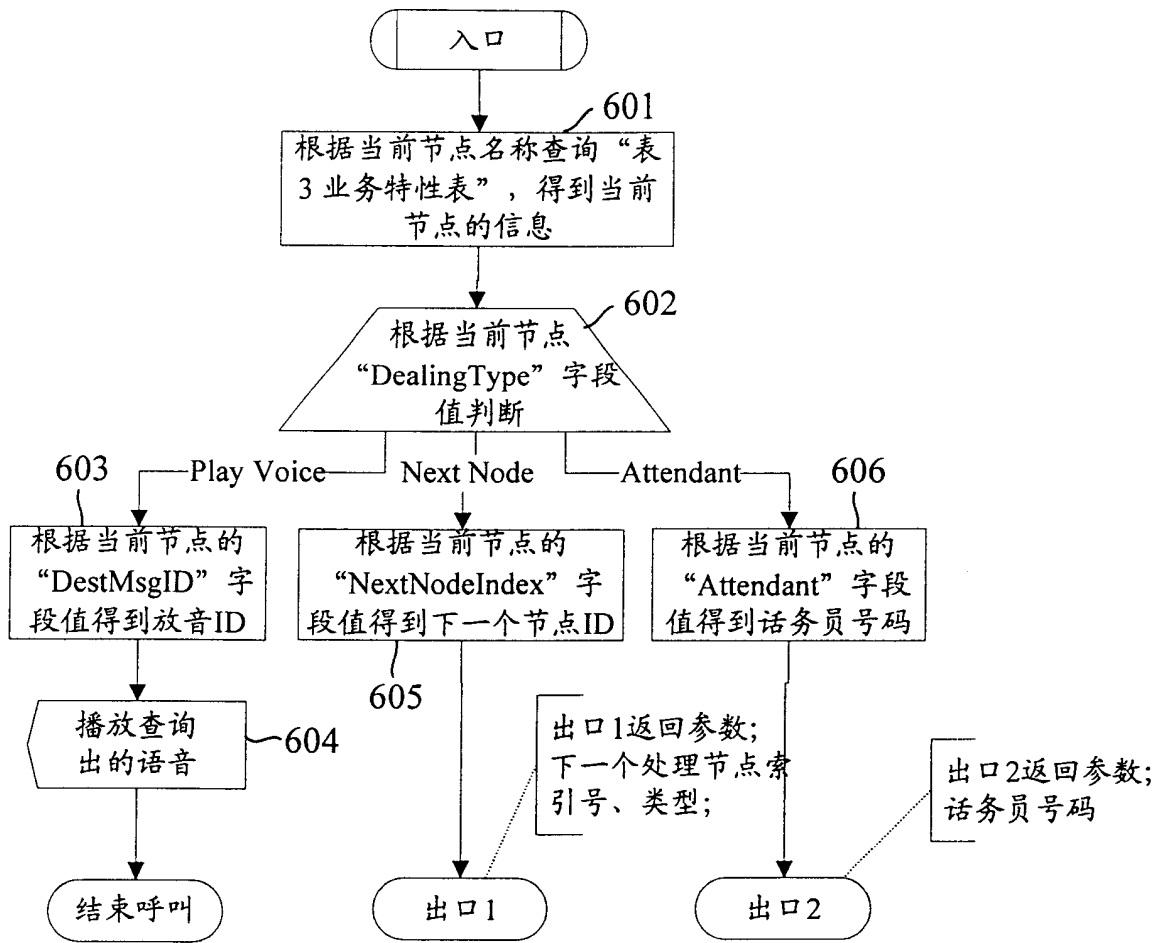 入口
601
根据当前节点名称查询“表
3业务特性表”，得到当前
节点的信息
602
根据当前节点
“DealingType”字段
值判断
Play Voice
Next Node
Attendant
603
606
根据当前节点的
“DestMsgID”字
段值得到放音ID
根据当前节点的
“NextNodeIndex”字
段值得到下一个节点ID
根据当前节点的
“Attendant”字段
值得到话务员号码
605
播放查询
出的语音
604
出口1返回参数;
下一个处理节点索
引号、类型;
出口2返回参数;
话务员号码
结束呼叫
出口1
出口2